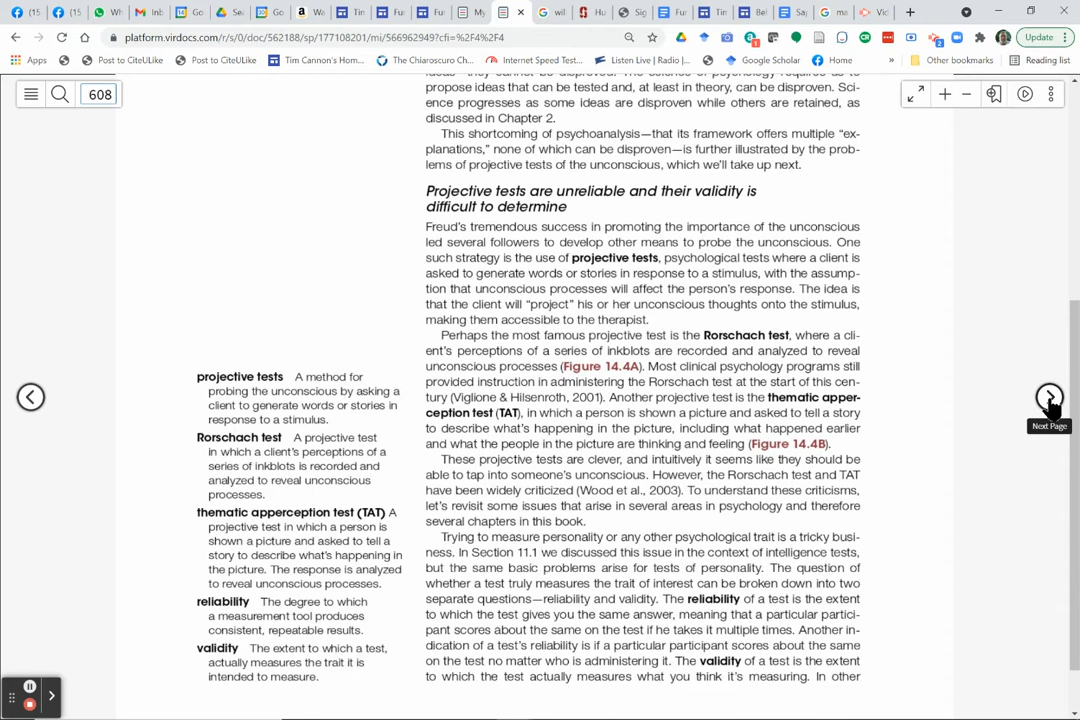 (15
(15
Wh
Inb
Go
Sea
Go
Wa
Tin
Fur
Fur
My
wil
Hu
Sig
Fur
Tim
Bef
Say
ma
Vid
platform.virdocs.com/r/s/0/doc/562188/sp/177108201/mi/566962949?cfi=%2F4%2F4
Update
Apps
Post to CiteULike
Post to CiteULike
Tim Cannon's Hom...
The Chiaroscuro Ch...
Internet Speed Test...
Listen Live | Radio |...
Google Scholar
Home
»
Other bookmarks
Reading list
608
propose ideas that can be tested and, at least in theory, can be disproven. Sci-
ence progresses as some ideas are disproven while others are retained, as
discussed in Chapter 2.
This shortcoming of psychoanalysis—that its framework offers multiple “ex-
planations,” none of which can be disproven—is further illustrated by the prob-
lems of projective tests of the unconscious, which we’ll take up next.
Projective tests are unreliable and their validity is
difficult to determine
Freud’s tremendous success in promoting the importance of the unconscious
led several followers to develop other means to probe the unconscious. One
such strategy is the use of projective tests, psychological tests where a client is
asked to generate words or stories in response to a stimulus, with the assump-
tion that unconscious processes will affect the person’s response. The idea is
that the client will “project” his or her unconscious thoughts onto the stimulus,
making them accessible to the therapist.
Perhaps the most famous projective test is the Rorschach test, where a cli-
ent’s perceptions of a series of inkblots are recorded and analyzed to reveal
unconscious processes (Figure 14.4A). Most clinical psychology programs still
provided instruction in administering the Rorschach test at the start of this cen-
tury (Viglione & Hilsenroth, 2001). Another projective test is the thematic apper-
ception test (TAT), in which a person is shown a picture and asked to tell a story
to describe what’s happening in the picture, including what happened earlier
and what the people in the picture are thinking and feeling (Figure 14.4B).
These projective tests are clever, and intuitively it seems like they should be
able to tap into someone’s unconscious. However, the Rorschach test and TAT
have been widely criticized (Wood et al., 2003). To understand these criticisms,
let’s revisit some issues that arise in several areas in psychology and therefore
several chapters in this book.
Trying to measure personality or any other psychological trait is a tricky busi-
ness. In Section 11.1 we discussed this issue in the context of intelligence tests,
but the same basic problems arise for tests of personality. The question of
whether a test truly measures the trait of interest can be broken down into two
separate questions—reliability and validity. The reliability of a test is the extent
to which the test gives you the same answer, meaning that a particular partici-
pant scores about the same on the test if he takes it multiple times. Another in-
dication of a test’s reliability is if a particular participant scores about the same
on the test no matter who is administering it. The validity of a test is the extent
to which the test actually measures what you think it’s measuring. In other
projective tests A method for
probing the unconscious by asking a
client to generate words or stories in
response to a stimulus.
Rorschach test A projective test
in which a client’s perceptions of a
series of inkblots is recorded and
analyzed to reveal unconscious
processes.
thematic apperception test (TAT) A
projective test in which a person is
shown a picture and asked to tell a
story to describe what’s happening in
the picture. The response is analyzed
to reveal unconscious processes.
reliability The degree to which
a measurement tool produces
consistent, repeatable results.
validity The extent to which a test,
actually measures the trait it is
intended to measure.
Next Page